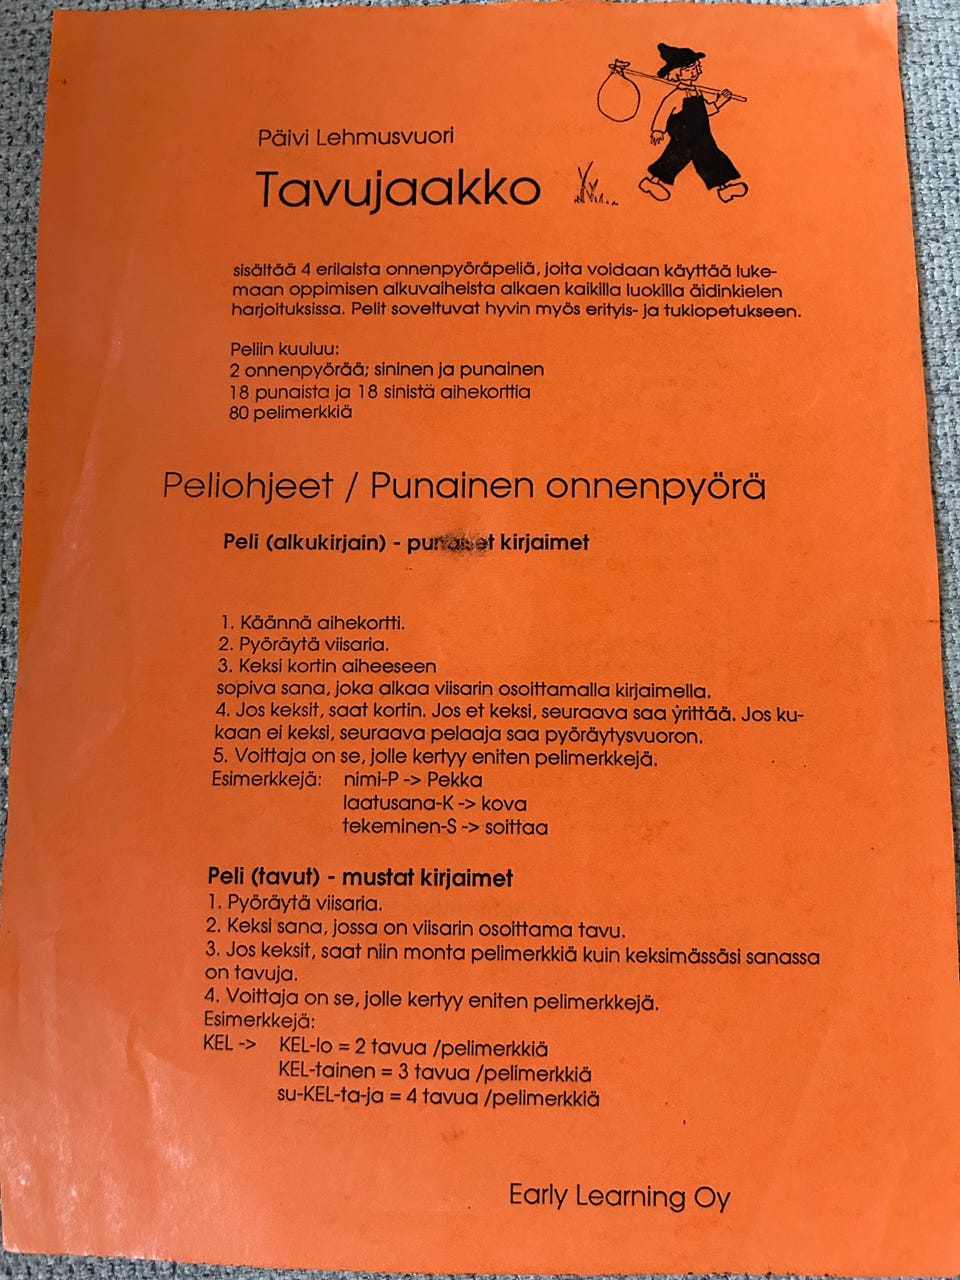 Päivi Lehmusvuori
Tavujaakko
sisältää 4 erilaista onnenpyöräpeliä, joita voidaan käyttää luke-
maan oppimisen alkuvaiheista alkaen kaikilla luokilla äidinkielen
harjoituksissa. Pelit soveltuvat hyvin myös erityis- ja tukiopetukseen.
Peliin kuuluu:
2 onnenpyörää; sininen ja punainen
18 punaista ja 18 sinistä aihekorttia
80 pelimerkkiä
Peliohjeet / Punainen onnenpyörä
Peli (alkukirjain) - punaiset kirjaimet
1. Käännä aihekortti.
2. Pyöräytä viisaria.
3. Keksi kortin aiheeseen
sopiva sana, joka alkaa viisarin osoittamalla kirjaimella.
4. Jos keksit, saat kortin. Jos et keksi, seuraava saa yrittää. Jos ku-
kaan ei keksi, seuraava pelaaja saa pyöräytysvuoron.
5. Voittaja on se, jolle kertyy eniten pelimerkkejä.
Esimerkkejä: nimi-P -> Pekka
laatusana-K -> kova
tekeminen-S -> soittaa
Peli (tavut) - mustat kirjaimet
1. Pyöräytä viisaria.
2. Keksi sana, jossa on viisarin osoittama tavu.
3. Jos keksit, saat niin monta pelimerkkiä kuin keksimässäsi sanassa
on tavuja.
4. Voittaja on se, jolle kertyy eniten pelimerkkejä.
Esimerkkejä:
KEL -> KEL-lo = 2 tavua /pelimerkkiä
KEL-tainen = 3 tavua /pelimerkkiä
su-KEL-ta-ja = 4 tavua /pelimerkkiä
Early Learning Oy